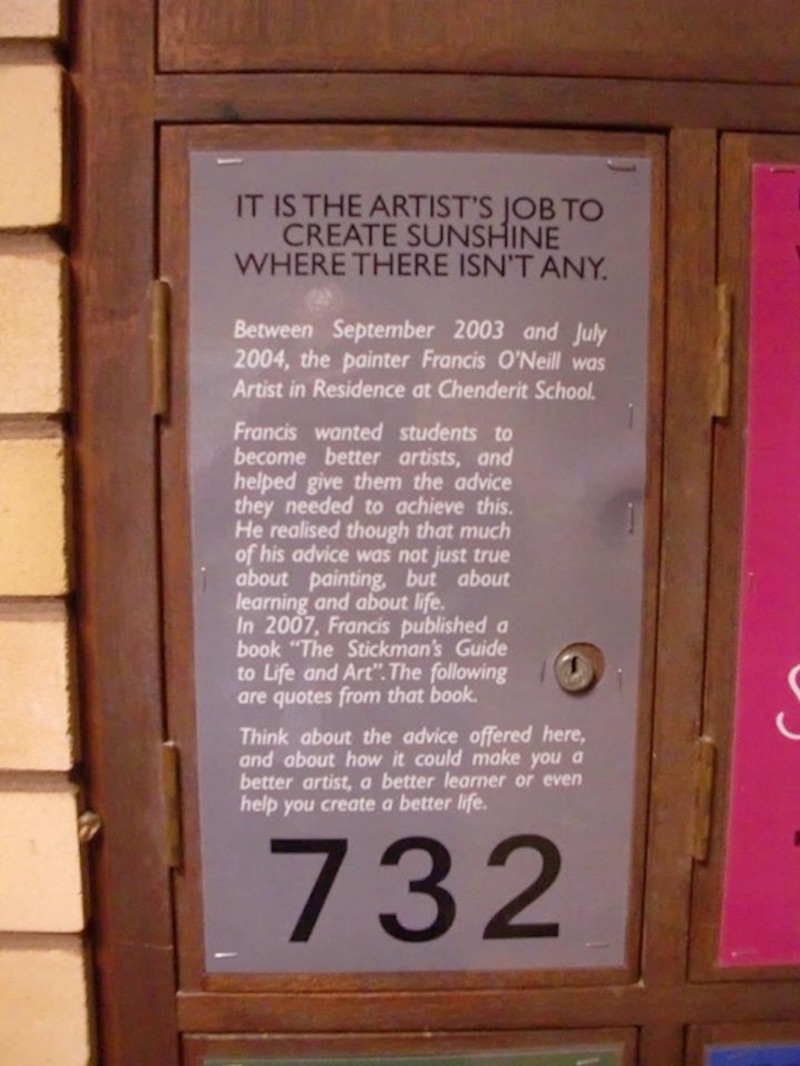 IT IS THE ARTIST'S JOB TO
CREATE SUNSHINE
WHERE THERE ISN'T ANY.
Between September 2003 and July
2004, the painter Francis O'Neill was
Artist in Residence at Chenderit School.
Francis wanted students to
become better artists, and
helped give them the advice
they needed to achieve this.
He realised though that much
of his advice was not just true
about painting, but about
learning and about life.
In 2007, Francis published a
book "The Stickman's Guide
to Life and Art". The following
are quotes from that book.
Think about the advice offered here,
and about how it could make you a
better artist, a better learner or even
help you create a better life.
732